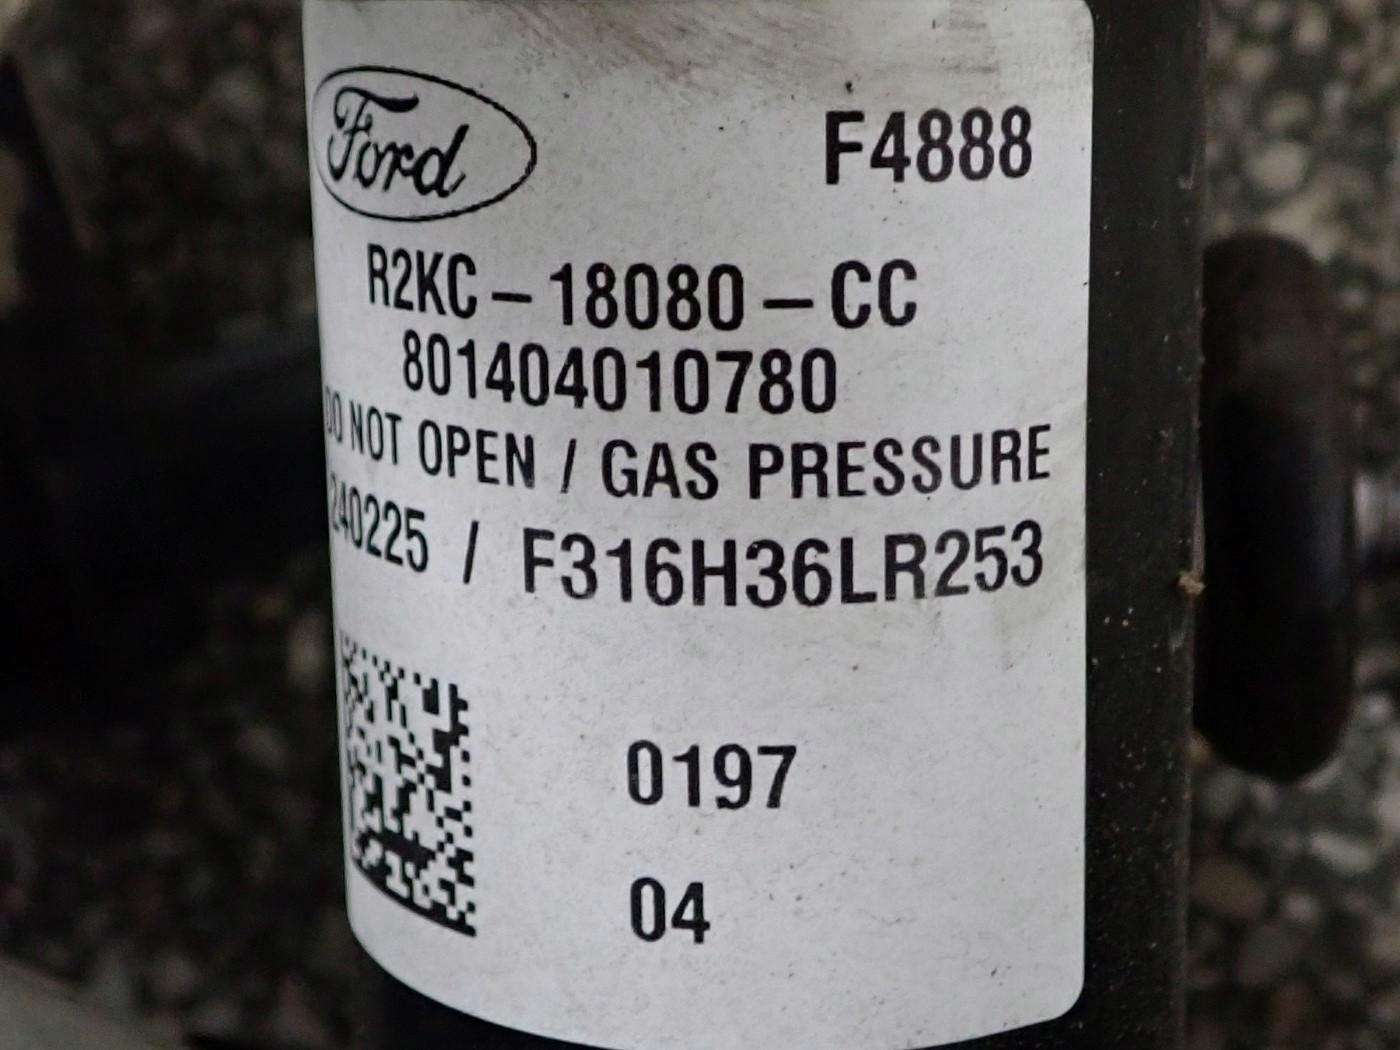 Ford F4888
R2KC-18080-CC
801404010780
DO NOT OPEN / GAS PRESSURE
240225 / F316H36LR253
0197
04